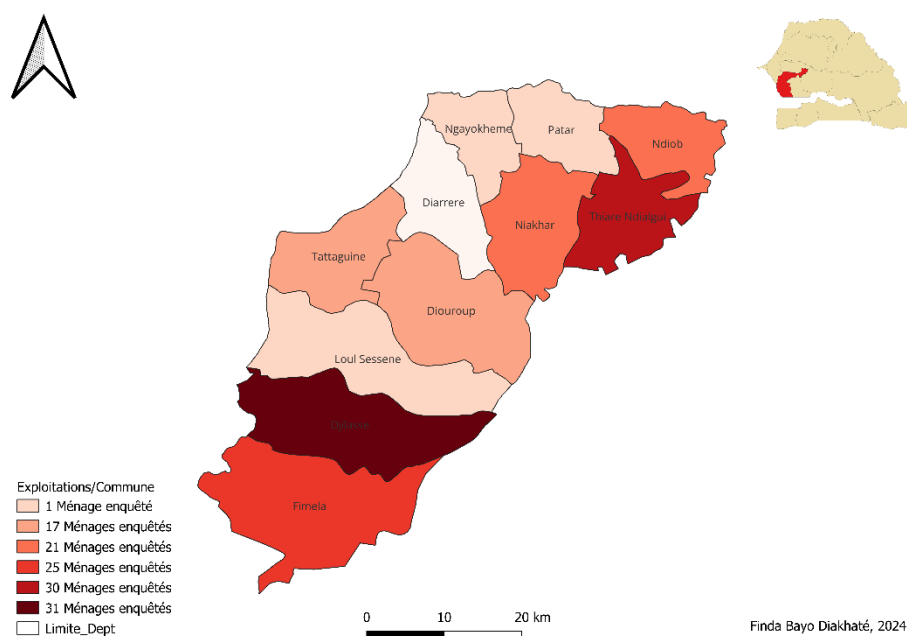 Ngayokheme
Patar
Ndiob
Diarrere
Niakhar
Thiare Ndialgui
Tattaguine
Diouroup
Loul Sessene
Djilasse
Fimela
Exploitations/Commune
1 Ménage enquêté
17 Ménages enquêtés
21 Ménages enquêtés
25 Ménages enquêtés
30 Ménages enquêtés
31 Ménages enquêtés
Limite_Dept
0 10 20 km
Finda Bayo Diakhaté, 2024